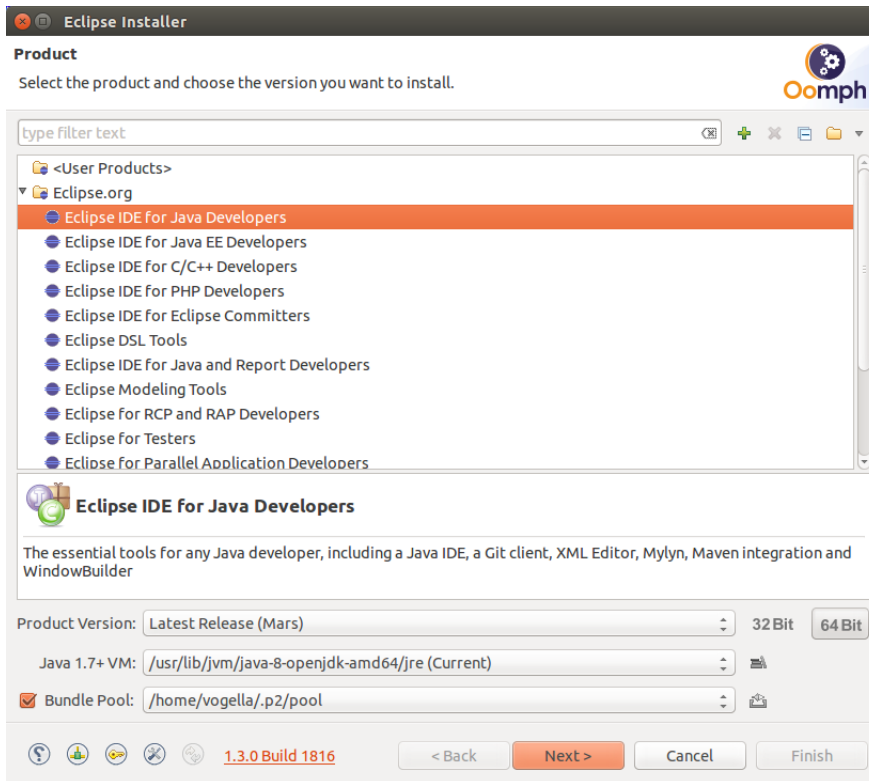 Eclipse Installer
Product
Select the product and choose the version you want to install.
Oomph
type filter text
<User Products>
Eclipse.org
Eclipse IDE for Java Developers
Eclipse IDE for Java EE Developers
Eclipse IDE for C/C++ Developers
Eclipse IDE for PHP Developers
Eclipse IDE for Eclipse Committers
Eclipse DSL Tools
Eclipse IDE for Java and Report Developers
Eclipse Modeling Tools
Eclipse for RCP and RAP Developers
Eclipse for Testers
Eclipse for Parallel Application Developers
Eclipse IDE for Java Developers
The essential tools for any Java developer, including a Java IDE, a Git client, XML Editor, Mylyn, Maven integration and
WindowBuilder
Product Version: Latest Release (Mars) 32 Bit 64 Bit
Java 1.7+ VM: /usr/lib/jvm/java-8-openjdk-amd64/jre (Current)
Bundle Pool: /home/vogella/.p2/pool
1.3.0 Build 1816 < Back Next > Cancel Finish